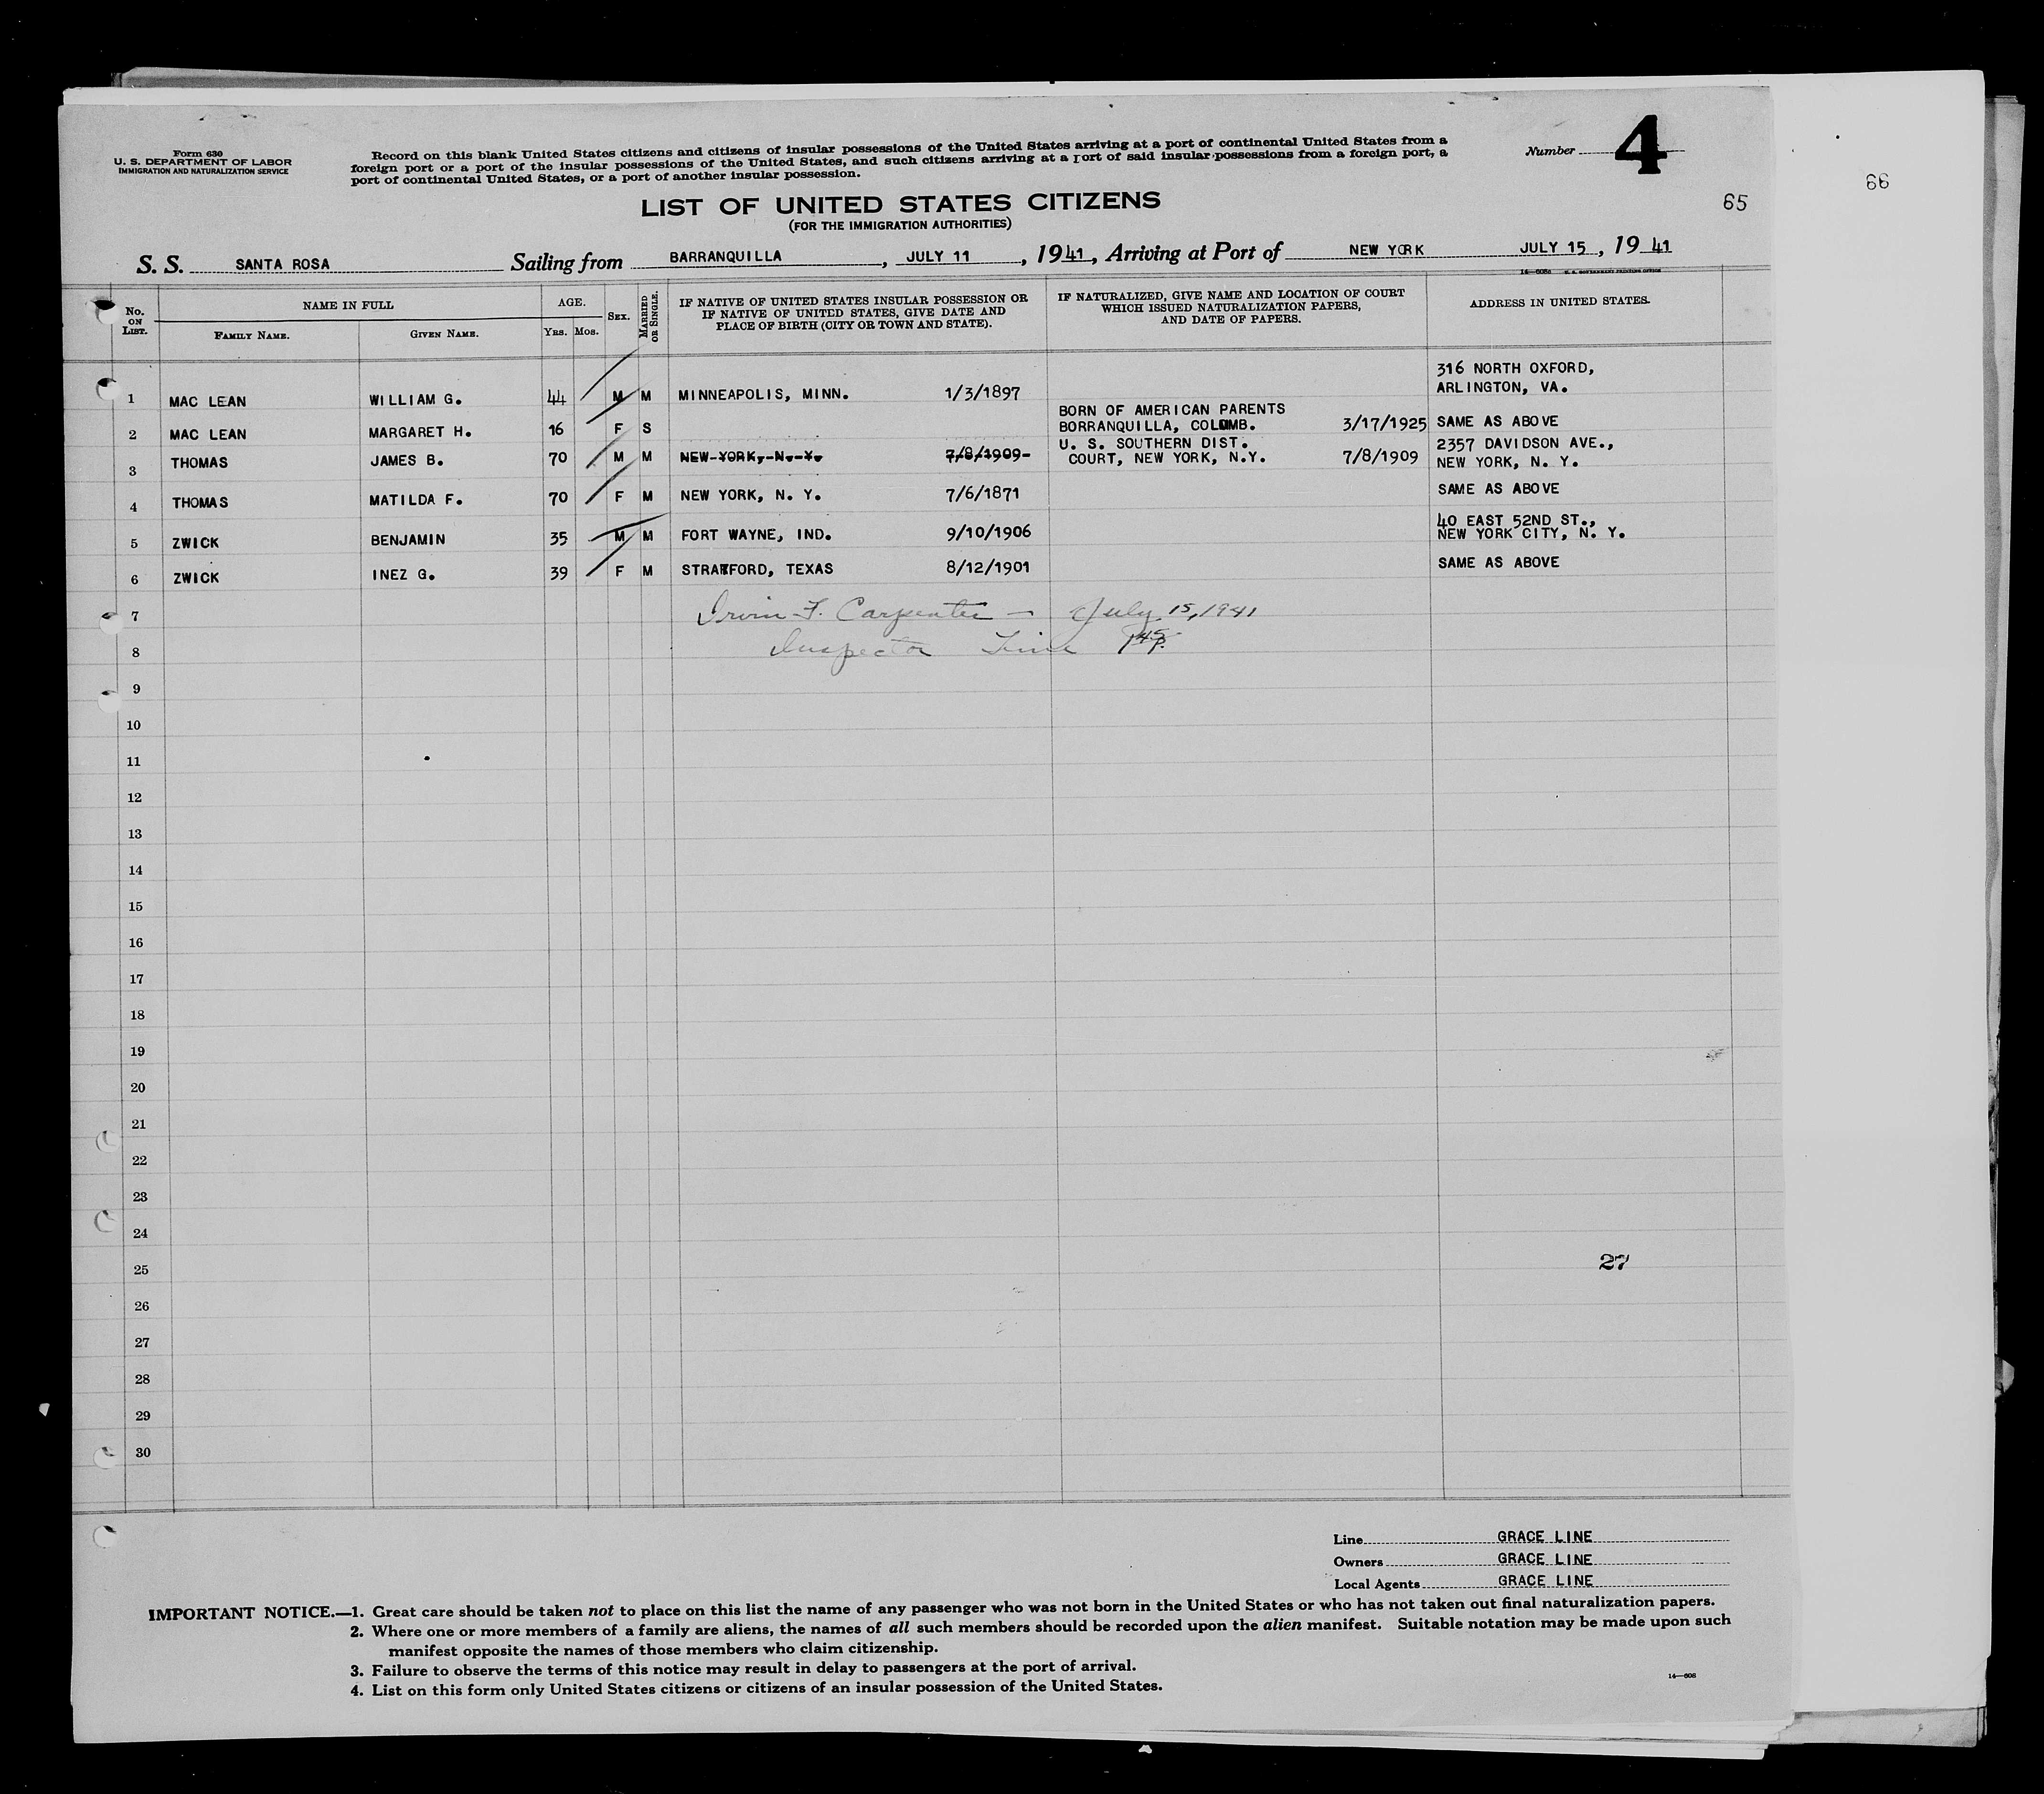 Form 630
U. S. DEPARTMENT OF LABOR
IMMIGRATION AND NATURALIZATION SERVICE
Record on this blank United States citizens and citizens of insular possessions of the United States arriving at a port of continental United States from a
foreign port or a port of the insular possessions of the United States, and such citizens arriving at a port of said insular possessions from a foreign port, a
port of continental United States, or a port of another insular possession.
Number 4
66
65
LIST OF UNITED STATES CITIZENS
(FOR THE IMMIGRATION AUTHORITIES)
S. S. SANTA ROSA Sailing from BARRANQUILLA, JULY 11, 1941, Arriving at Port of NEW YORK JULY 15, 19 41
No. ON LIST.
NAME IN FULL
FAMILY NAME. GIVEN NAME.
AGE.
YRS. MOS.
SEX.
MARRIED OR SINGLE.
IF NATIVE OF UNITED STATES INSULAR POSSESSION OR
IF NATIVE OF UNITED STATES, GIVE DATE AND
PLACE OF BIRTH (CITY OR TOWN AND STATE).
IF NATURALIZED, GIVE NAME AND LOCATION OF COURT
WHICH ISSUED NATURALIZATION PAPERS,
AND DATE OF PAPERS.
ADDRESS IN UNITED STATES.
316 NORTH OXFORD,
ARLINGTON, VA.
1 MAC LEAN WILLIAM G. 44 M M MINNEAPOLIS, MINN. 1/3/1897
BORN OF AMERICAN PARENTS
2 MAC LEAN MARGARET H. 16 F S BORRANQUILLA, COLOMB. 3/17/1925 SAME AS ABOVE
U. S. SOUTHERN DIST. 2357 DAVIDSON AVE.,
3 THOMAS JAMES B. 70 M M NEW YORK, N. Y. 7/8/1909 COURT, NEW YORK, N.Y. 7/8/1909 NEW YORK, N. Y.
4 THOMAS MATILDA F. 70 F M NEW YORK, N. Y. 7/6/1871 SAME AS ABOVE
40 EAST 52ND ST.,
5 ZWICK BENJAMIN 35 M M FORT WAYNE, IND. 9/10/1906 NEW YORK CITY, N. Y.
6 ZWICK INEZ G. 39 F M STRATFORD, TEXAS 8/12/1901 SAME AS ABOVE
7 Irvin F. Carpenter — July 15, 1941
8 Inspector Time
9
10
11
12
13
14
15
16
17
18
19
20
21
22
23
24
25 27
26
27
28
29
30
Line GRACE LINE
Owners GRACE LINE
Local Agents GRACE LINE
IMPORTANT NOTICE.—1. Great care should be taken not to place on this list the name of any passenger who was not born in the United States or who has not taken out final naturalization papers.
2. Where one or more members of a family are aliens, the names of all such members should be recorded upon the alien manifest. Suitable notation may be made upon such
manifest opposite the names of those members who claim citizenship.
3. Failure to observe the terms of this notice may result in delay to passengers at the port of arrival.
4. List on this form only United States citizens or citizens of an insular possession of the United States.
14—608